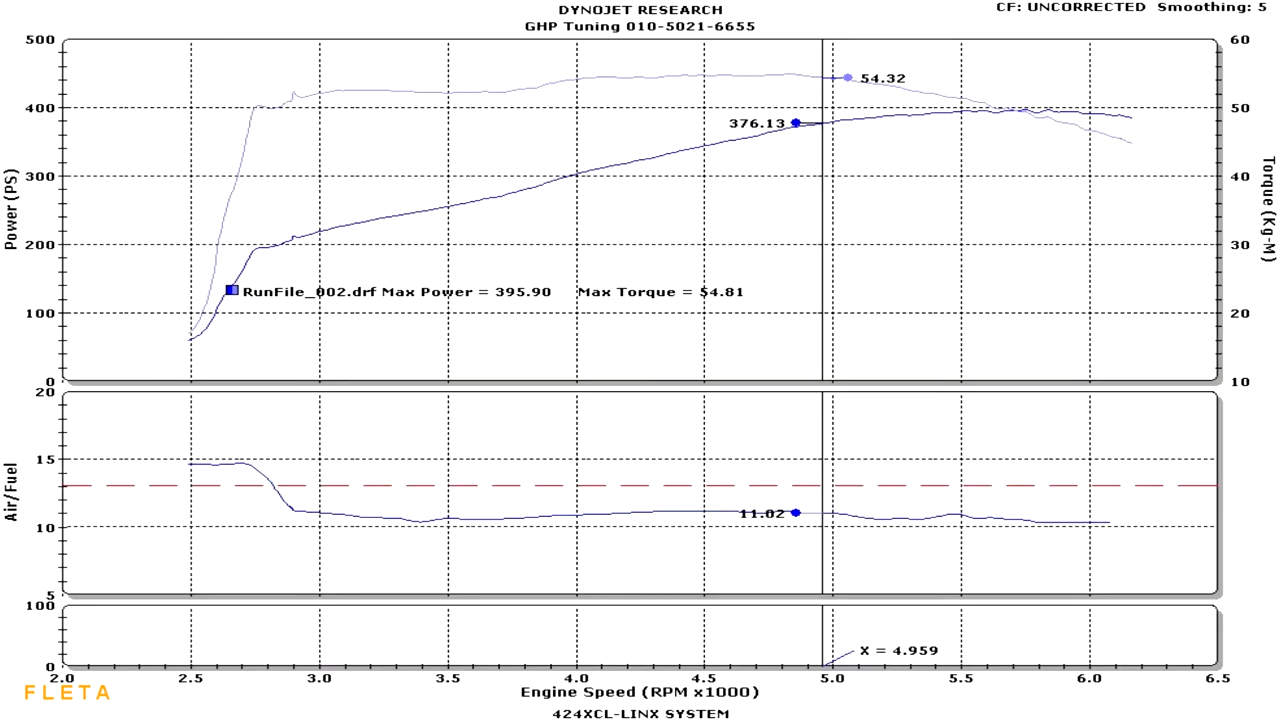 DYNOJET RESEARCH
CF: UNCORRECTED Smoothing: 5
GHP Tuning 010-5021-6655
500
400
300
200
100
0
Power (PS)
60
50
40
30
20
10
Torque (Kg-M)
54.32
376.13
RunFile_002.drf Max Power = 395.90 Max Torque = 54.81
20
15
10
5
Air/Fuel
11.02
100
0
X = 4.959
2.0 2.5 3.0 3.5 4.0 4.5 5.0 5.5 6.0 6.5
Engine Speed (RPM x1000)
FLETA
424XCL-LINX SYSTEM